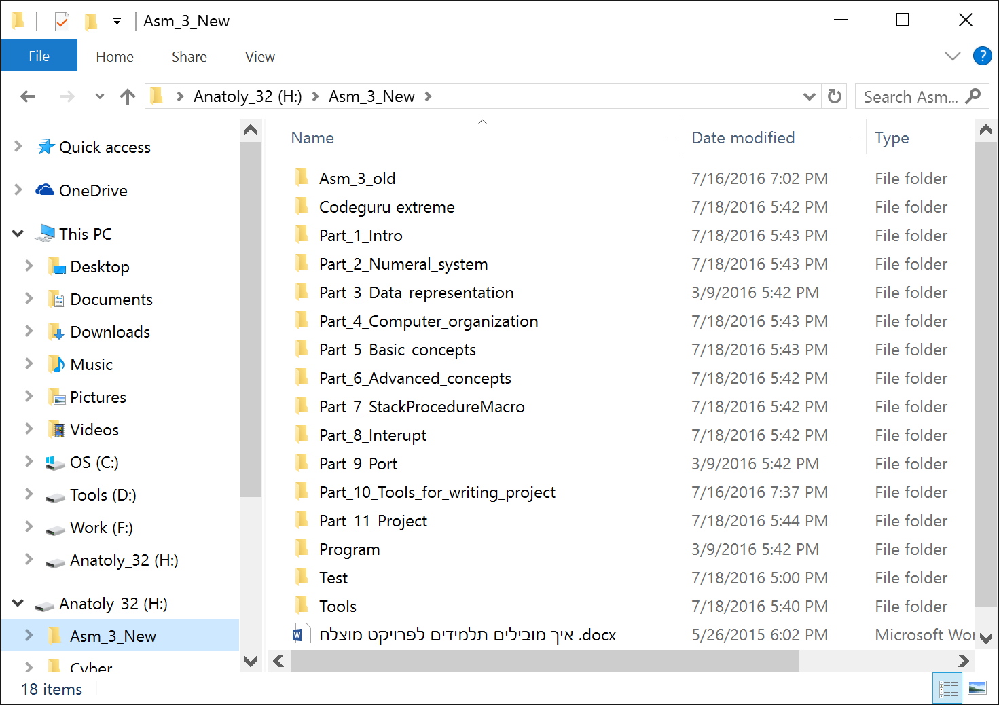 Asm_3_New
File Home Share View
Anatoly_32 (H:) Asm_3_New Search Asm...
Quick access
OneDrive
This PC
Desktop
Documents
Downloads
Music
Pictures
Videos
OS (C:)
Tools (D:)
Work (F:)
Anatoly_32 (H:)
Anatoly_32 (H:)
Asm_3_New
Cyber
Name Date modified Type
Asm_3_old 7/16/2016 7:02 PM File folder
Codeguru extreme 7/18/2016 5:42 PM File folder
Part_1_Intro 7/18/2016 5:43 PM File folder
Part_2_Numeral_system 7/18/2016 5:43 PM File folder
Part_3_Data_representation 3/9/2016 5:42 PM File folder
Part_4_Computer_organization 7/18/2016 5:43 PM File folder
Part_5_Basic_concepts 7/18/2016 5:43 PM File folder
Part_6_Advanced_concepts 7/18/2016 5:42 PM File folder
Part_7_StackProcedureMacro 7/18/2016 5:42 PM File folder
Part_8_Interupt 7/18/2016 5:42 PM File folder
Part_9_Port 3/9/2016 5:42 PM File folder
Part_10_Tools_for_writing_project 7/16/2016 7:37 PM File folder
Part_11_Project 7/18/2016 5:44 PM File folder
Program 3/9/2016 5:42 PM File folder
Test 7/18/2016 5:00 PM File folder
Tools 7/18/2016 5:40 PM File folder
איך מובילים תלמידים לפרויקט מוצלח .docx 5/26/2015 6:02 PM Microsoft Wor
18 items